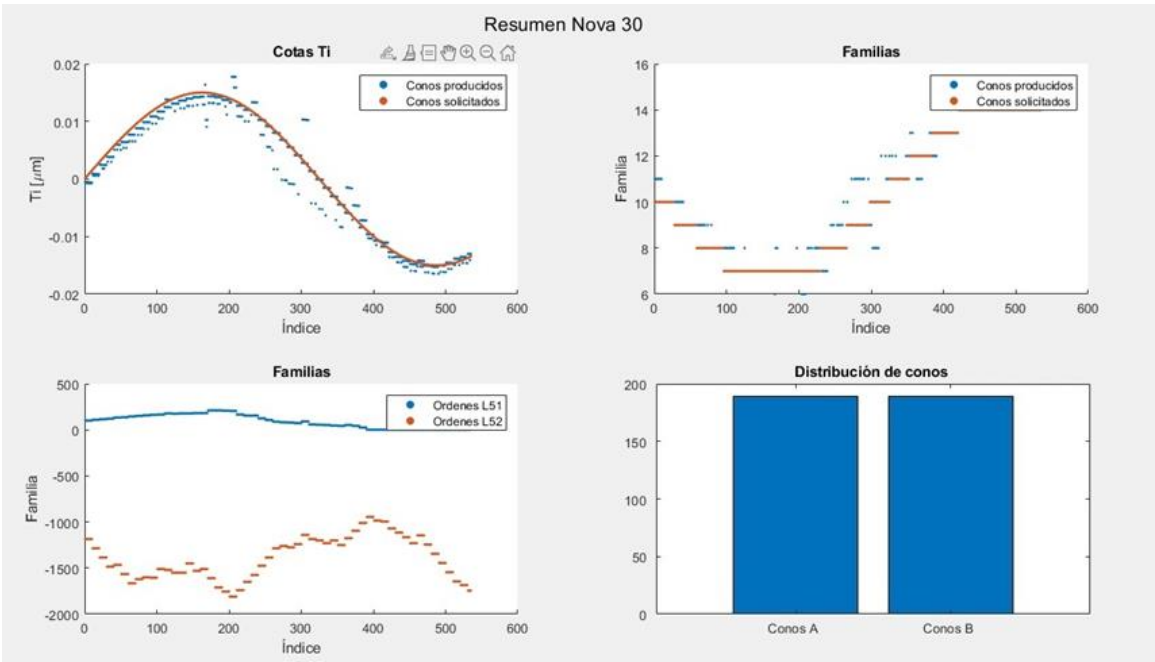 Resumen Nova 30
Cotas Ti
0.02
0.01
0
-0.01
-0.02
Ti [μm]
0 100 200 300 400 500 600
Índice
Conos producidos
Conos solicitados
Familias
16
14
12
10
8
6
Familia
0 100 200 300 400 500 600
Índice
Conos producidos
Conos solicitados
Familias
500
0
-500
-1000
-1500
-2000
Familia
0 100 200 300 400 500 600
Índice
Ordenes L51
Ordenes L52
Distribución de conos
200
150
100
50
0
Conos A Conos B